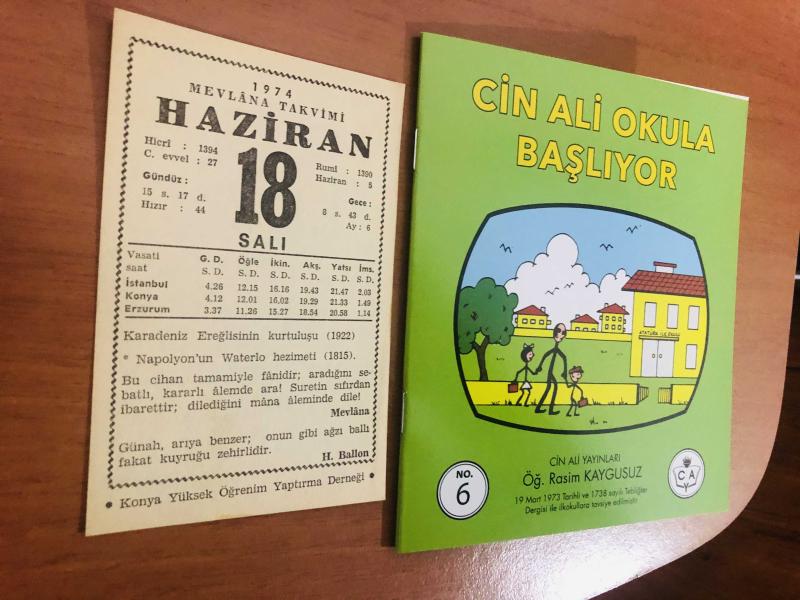 1974
MEVLÂNA TAKVİMİ
HAZİRAN
Hicrî : 1394
C. evvel : 27
Gündüz :
15 s. 17 d.
Hızır : 44
18
SALI
Rumî : 1390
Haziran : 5
Gece :
8 s. 43 d.
Ay : 6
Vasati saat G. D. Öğle İkin. Akş. Yatsı İms.
S. D. S. D. S. D. S. D. S. D. S. D.
İstanbul 4.26 12.15 16.16 19.43 21.47 2.03
Konya 4.12 12.01 16.02 19.29 21.33 1.49
Erzurum 3.37 11.26 15.27 18.54 20.58 1.14
Karadeniz Ereğlisinin kurtuluşu (1922)
* Napolyon'un Waterlo hezimeti (1815).
Bu cihan tamamiyle fânidir; aradığını se-
batlı, kararlı âlemde ara! Suretin sıfırdan
ibarettir; dilediğini mâna âleminde dile!
Mevlâna
Günah, arıya benzer; onun gibi ağzı ballı
fakat kuyruğu zehirlidir.
H. Ballon
• Konya Yüksek Öğrenim Yaptırma Derneği •
CİN ALİ OKULA
BAŞLIYOR
ATATÜRK İLKOKULU
CİN ALİ YAYINLARI
Öğ. Rasim KAYGUSUZ
19 Mart 1973 Tarihli ve 1738 sayılı Tebliğler
Dergisi ile ilkokullara tavsiye edilmiştir.
NO.
6
C A
Y